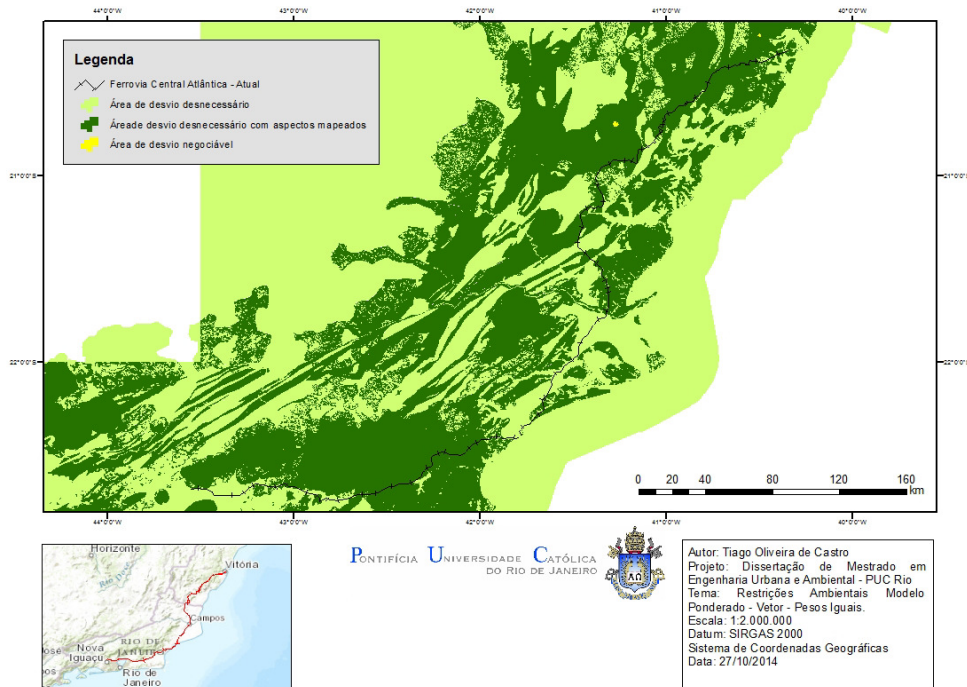 44°0'0"W 43°0'0"W 42°0'0"W 41°0'0"W 40°0'0"W
Legenda
Ferrovia Central Atlântica - Atual
Área de desvio desnecessário
Áreade desvio desnecessário com aspectos mapeados
Área de desvio negociável
21°0'0"S 21°0'0"S
22°0'0"S 22°0'0"S
0 20 40 80 120 160
km
44°0'0"W 43°0'0"W 42°0'0"W 41°0'0"W 40°0'0"W
Horizonte
Vitória
Campos
RIO DE
JANEIRO
Nova
Iguaçu
Rio de
Janeiro
PONTIFÍCIA UNIVERSIDADE CATÓLICA
DO RIO DE JANEIRO
Autor: Tiago Oliveira de Castro
Projeto: Dissertação de Mestrado em
Engenharia Urbana e Ambiental - PUC Rio
Tema: Restrições Ambientais Modelo
Ponderado - Vetor - Pesos Iguais.
Escala: 1:2.000.000
Datum: SIRGAS 2000
Sistema de Coordenadas Geográficas
Data: 27/10/2014